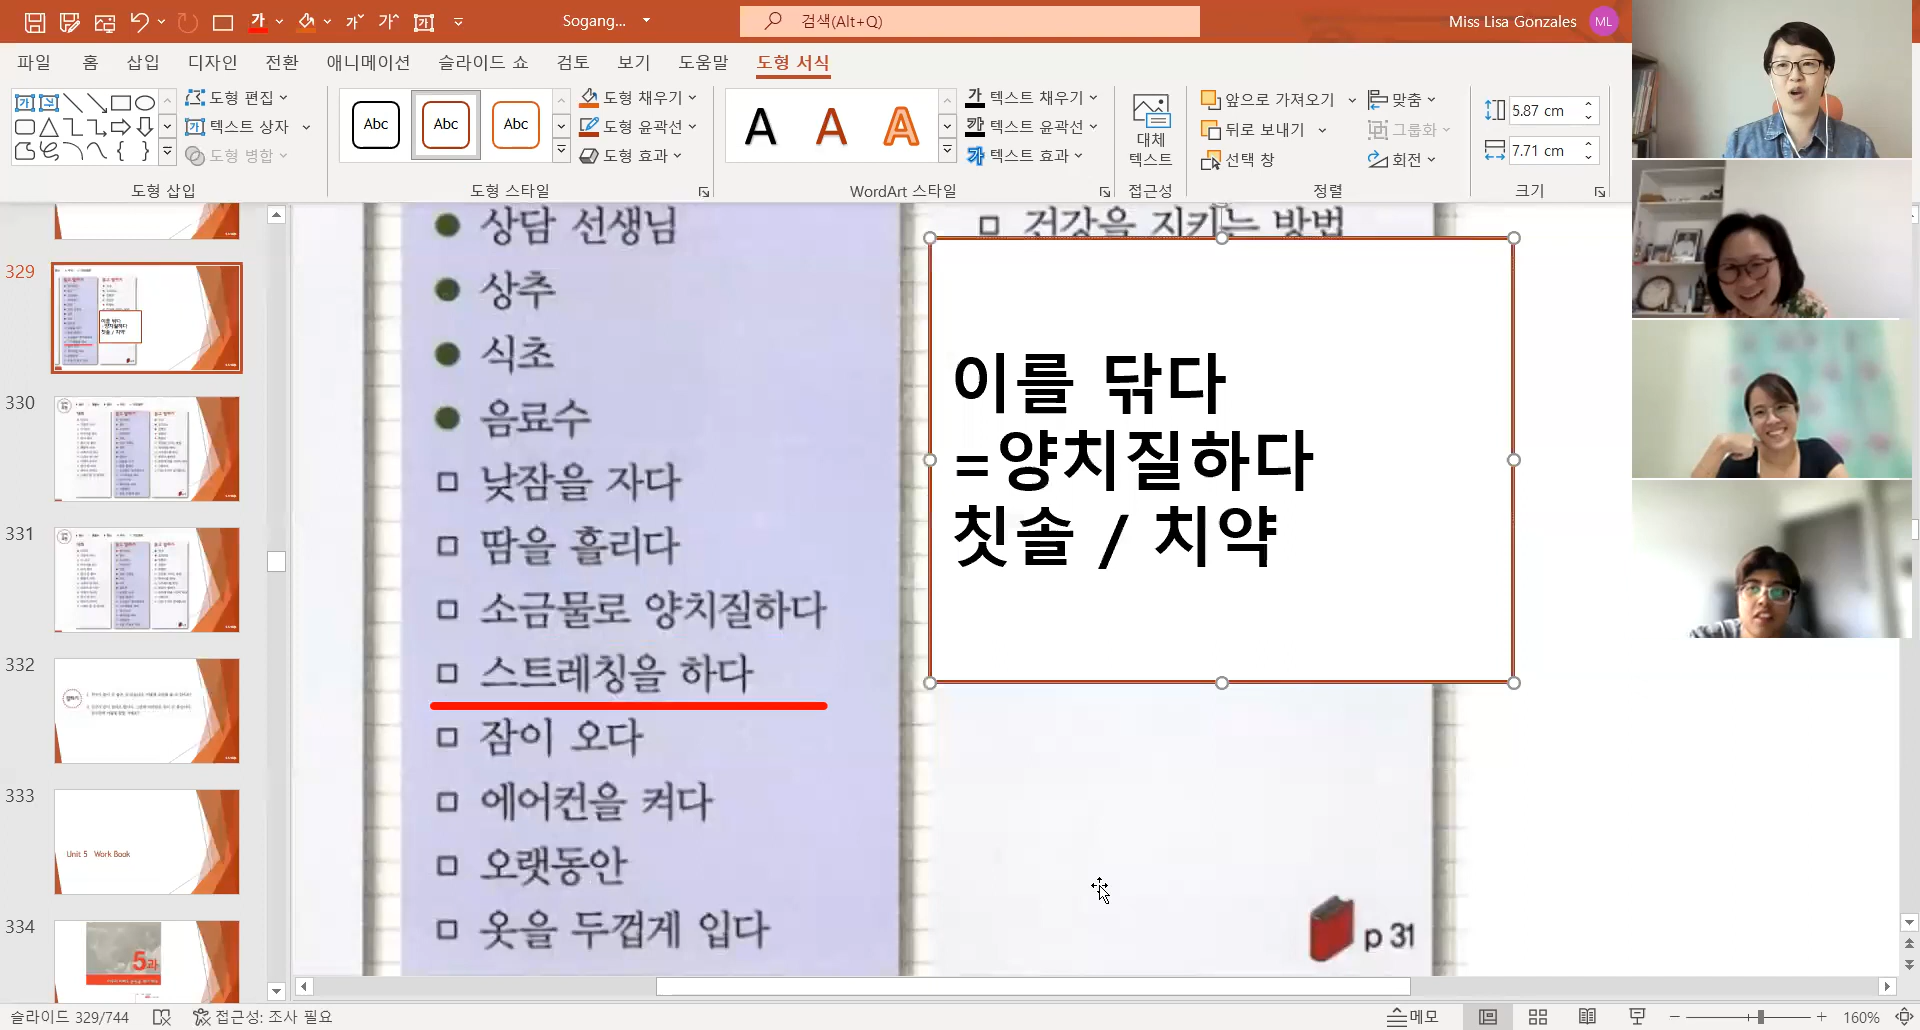 Sogang...
검색(Alt+Q)
Miss Lisa Gonzales
ML
파일 홈 삽입 디자인 전환 애니메이션 슬라이드 쇼 검토 보기 도움말 도형 서식
도형 편집
텍스트 상자
도형 병합
도형 삽입
Abc Abc Abc
도형 채우기
도형 윤곽선
도형 효과
도형 스타일
A A A
텍스트 채우기
텍스트 윤곽선
텍스트 효과
WordArt 스타일
대체
텍스트
접근성
앞으로 가져오기
뒤로 보내기
선택 창
맞춤
그룹화
회전
정렬
5.87 cm
7.71 cm
크기
329
330
331
332
333
Unit 5 Work Book
334
5과
상담 선생님
상추
식초
음료수
낮잠을 자다
땀을 흘리다
소금물로 양치질하다
스트레칭을 하다
잠이 오다
에어컨을 켜다
오랫동안
옷을 두껍게 입다
건강을 지키는 방법
이를 닦다
=양치질하다
칫솔 / 치약
p 31
슬라이드 329/744
접근성: 조사 필요
메모
160%